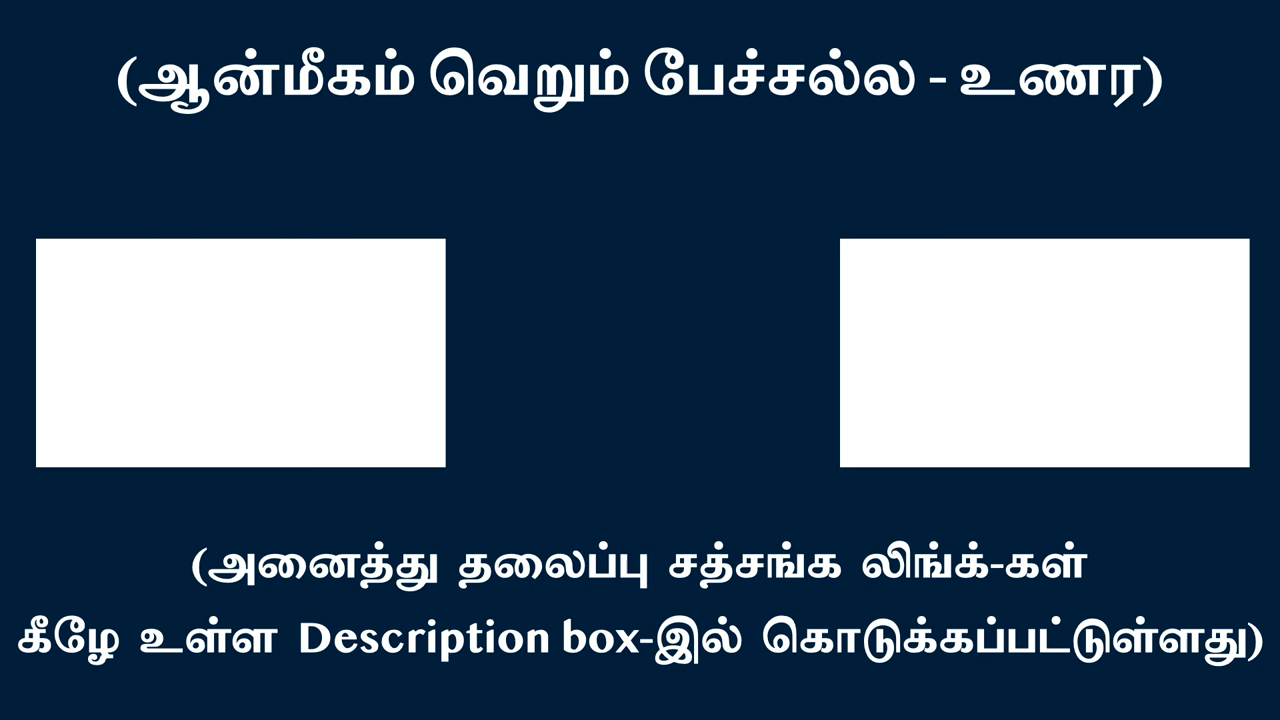 (ஆன்மீகம் வெறும் பேச்சல்ல - உணர)
(அனைத்து தலைப்பு சத்சங்க லிங்க்-கள்
கீழே உள்ள Description box-இல் கொடுக்கப்பட்டுள்ளது)